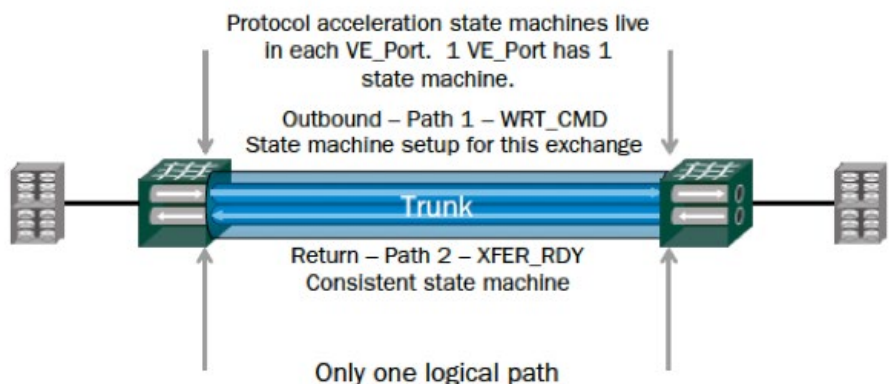 Protocol acceleration state machines live
in each VE_Port.  1 VE_Port has 1
state machine.
Outbound – Path 1 – WRT_CMD
State machine setup for this exchange
Trunk
Return – Path 2 – XFER_RDY
Consistent state machine
Only one logical path